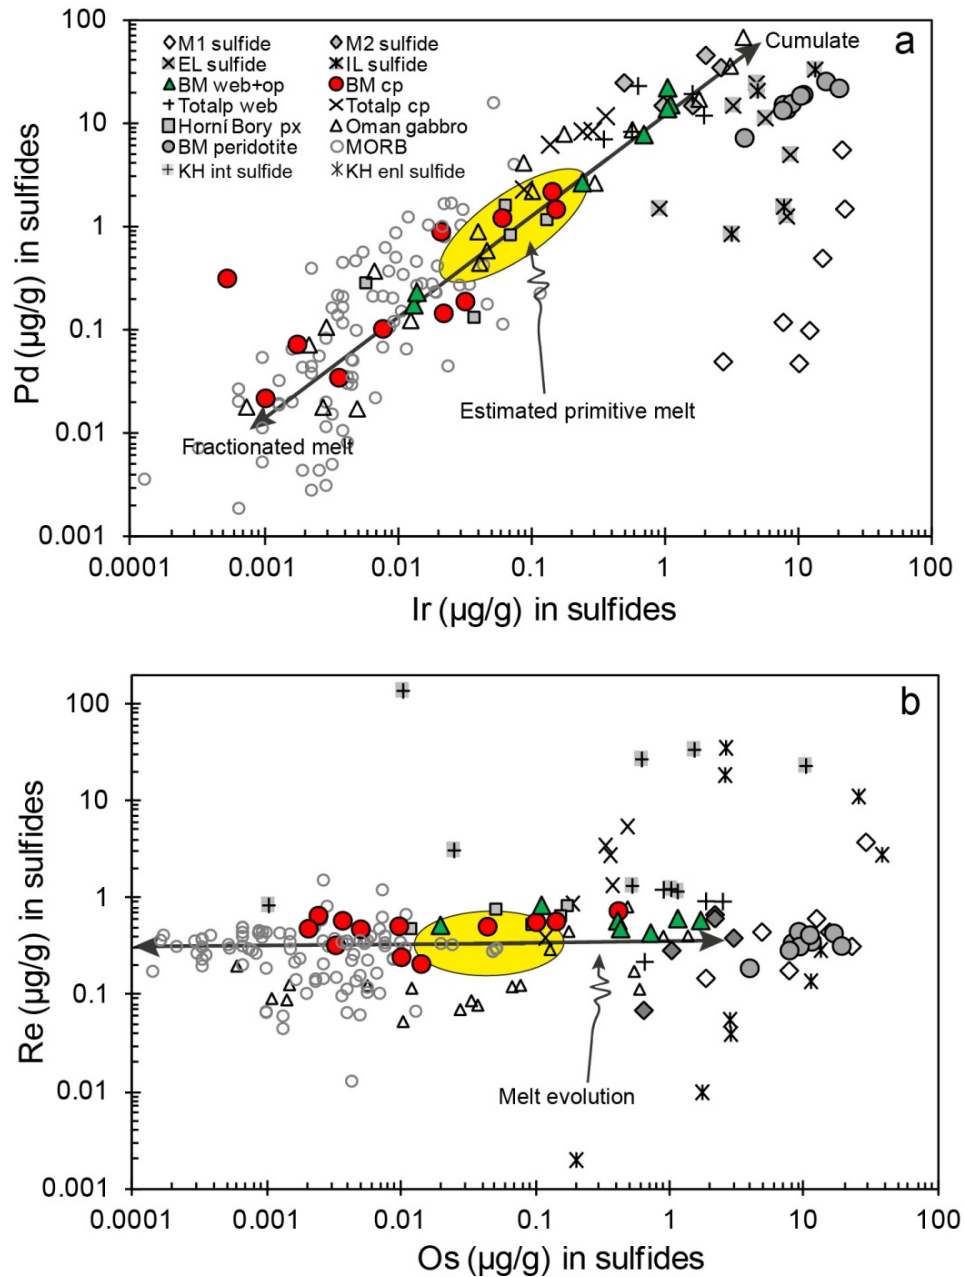 a
M1 sulfide M2 sulfide
EL sulfide IL sulfide
BM web+op BM cp
Totalp web Totalp cp
Horní Bory px Oman gabbro
BM peridotite MORB
KH int sulfide KH enl sulfide
Cumulate
Estimated primitive melt
Fractionated melt
100
10
1
0.1
0.01
0.001
Pd (µg/g) in sulfides
0.0001 0.001 0.01 0.1 1 10 100
Ir (µg/g) in sulfides
b
100
10
1
0.1
0.01
0.001
Re (µg/g) in sulfides
Melt evolution
0.0001 0.001 0.01 0.1 1 10 100
Os (µg/g) in sulfides